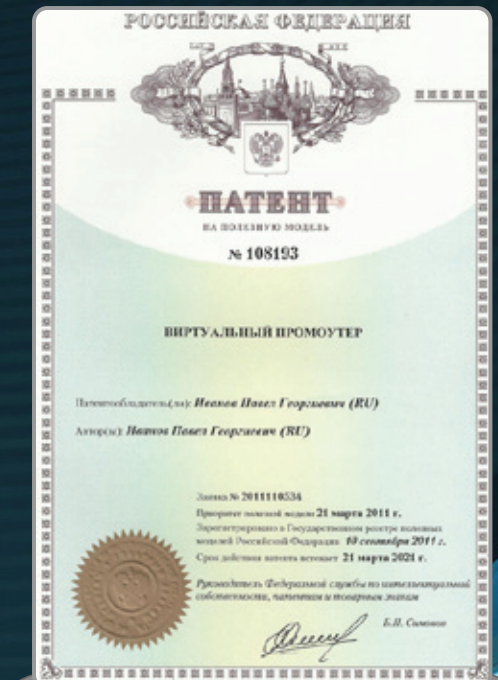 РОССИЙСКАЯ ФЕДЕРАЦИЯ
ПАТЕНТ
НА ПОЛЕЗНУЮ МОДЕЛЬ
№ 108193
ВИРТУАЛЬНЫЙ ПРОМОУТЕР
Патентообладатель(ли): Иванов Павел Георгиевич (RU)
Автор(ы): Иванов Павел Георгиевич (RU)
Заявка № 2011110534
Приоритет полезной модели 21 марта 2011 г.
Зарегистрировано в Государственном реестре полезных
моделей Российской Федерации 10 сентября 2011 г.
Срок действия патента истекает 21 марта 2021 г.
Руководитель Федеральной службы по интеллектуальной
собственности, патентам и товарным знакам
Б.П. Симонов